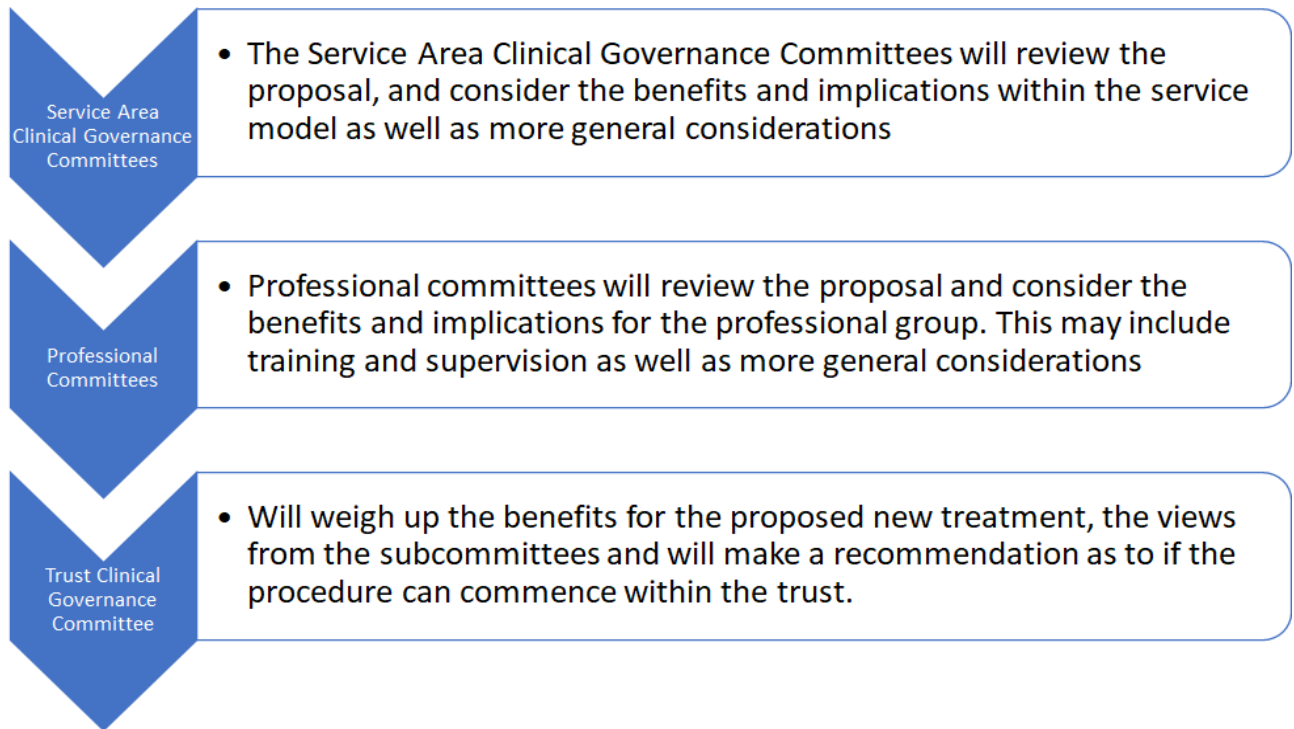 Service Area
Clinical Governance
Committees
• The Service Area Clinical Governance Committees will review the
proposal, and consider the benefits and implications within the service
model as well as more general considerations
Professional
Committees
• Professional committees will review the proposal and consider the
benefits and implications for the professional group. This may include
training and supervision as well as more general considerations
Trust Clinical
Governance
Committee
• Will weigh up the benefits for the proposed new treatment, the views
from the subcommittees and will make a recommendation as to if the
procedure can commence within the trust.